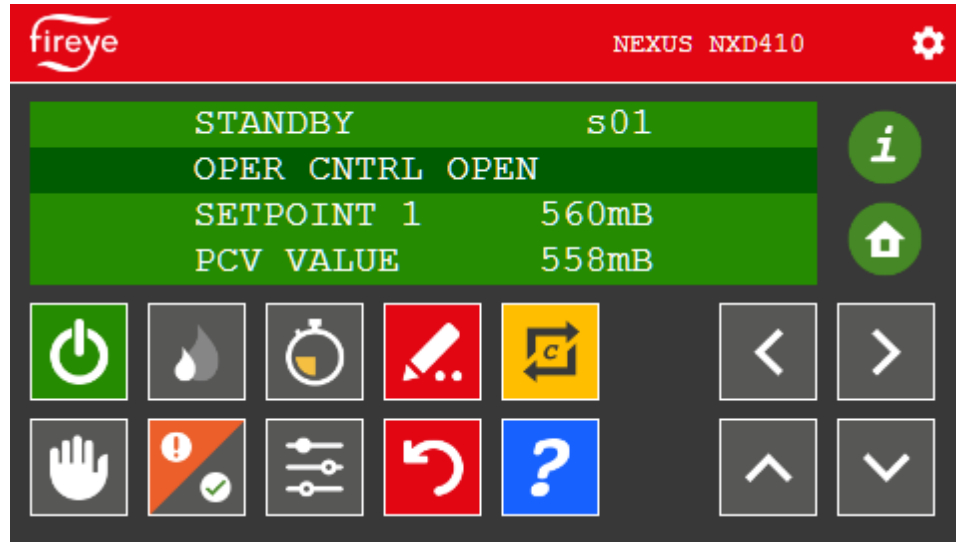 fireye
NEXUS NXD410
STANDBY s01
OPER CNTRL OPEN
SETPOINT 1 560mB
PCV VALUE 558mB
i
C
!
?